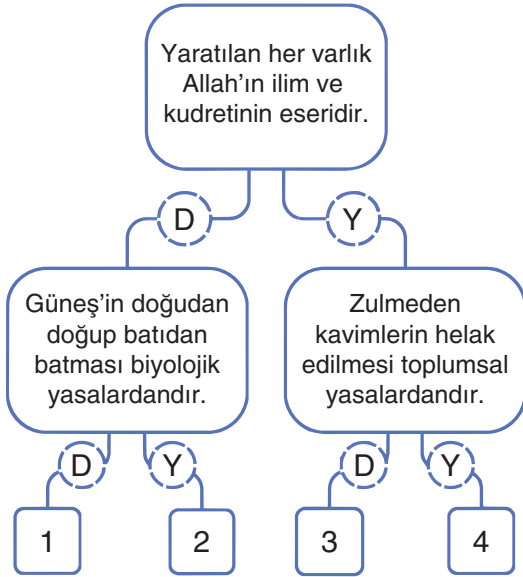 Yaratılan her varlık
Allah’ın ilim ve
kudretinin eseridir.
D
Y
Güneş’in doğudan
doğup batıdan
batması biyolojik
yasalardandır.
Zulmeden
kavimlerin helak
edilmesi toplumsal
yasalardandır.
D
Y
D
Y
1
2
3
4